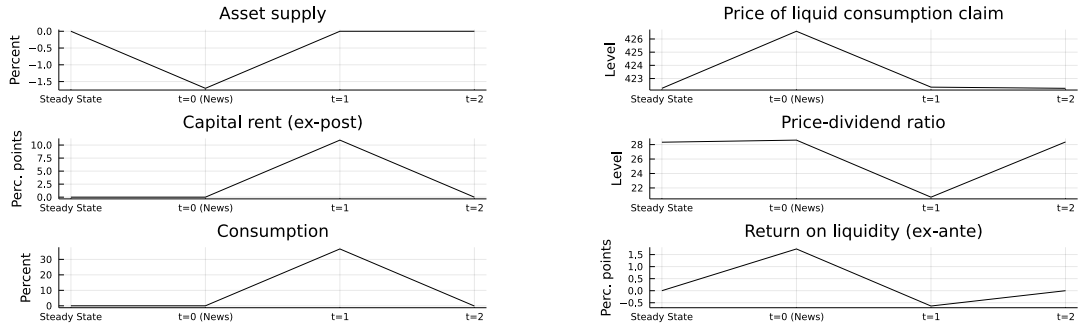 Asset supply
Percent
0.0
−0.5
−1.0
−1.5
Steady State
t=0 (News)
t=1
t=2
Capital rent (ex-post)
Perc. points
10.0
7.5
5.0
2.5
0.0
Steady State
t=0 (News)
t=1
t=2
Consumption
Percent
30
20
10
0
Steady State
t=0 (News)
t=1
t=2
Price of liquid consumption claim
Level
426
425
424
423
Steady State
t=0 (News)
t=1
t=2
Price-dividend ratio
Level
28
26
24
22
Steady State
t=0 (News)
t=1
t=2
Return on liquidity (ex-ante)
Perc. points
1.5
1.0
0.5
0.0
−0.5
Steady State
t=0 (News)
t=1
t=2